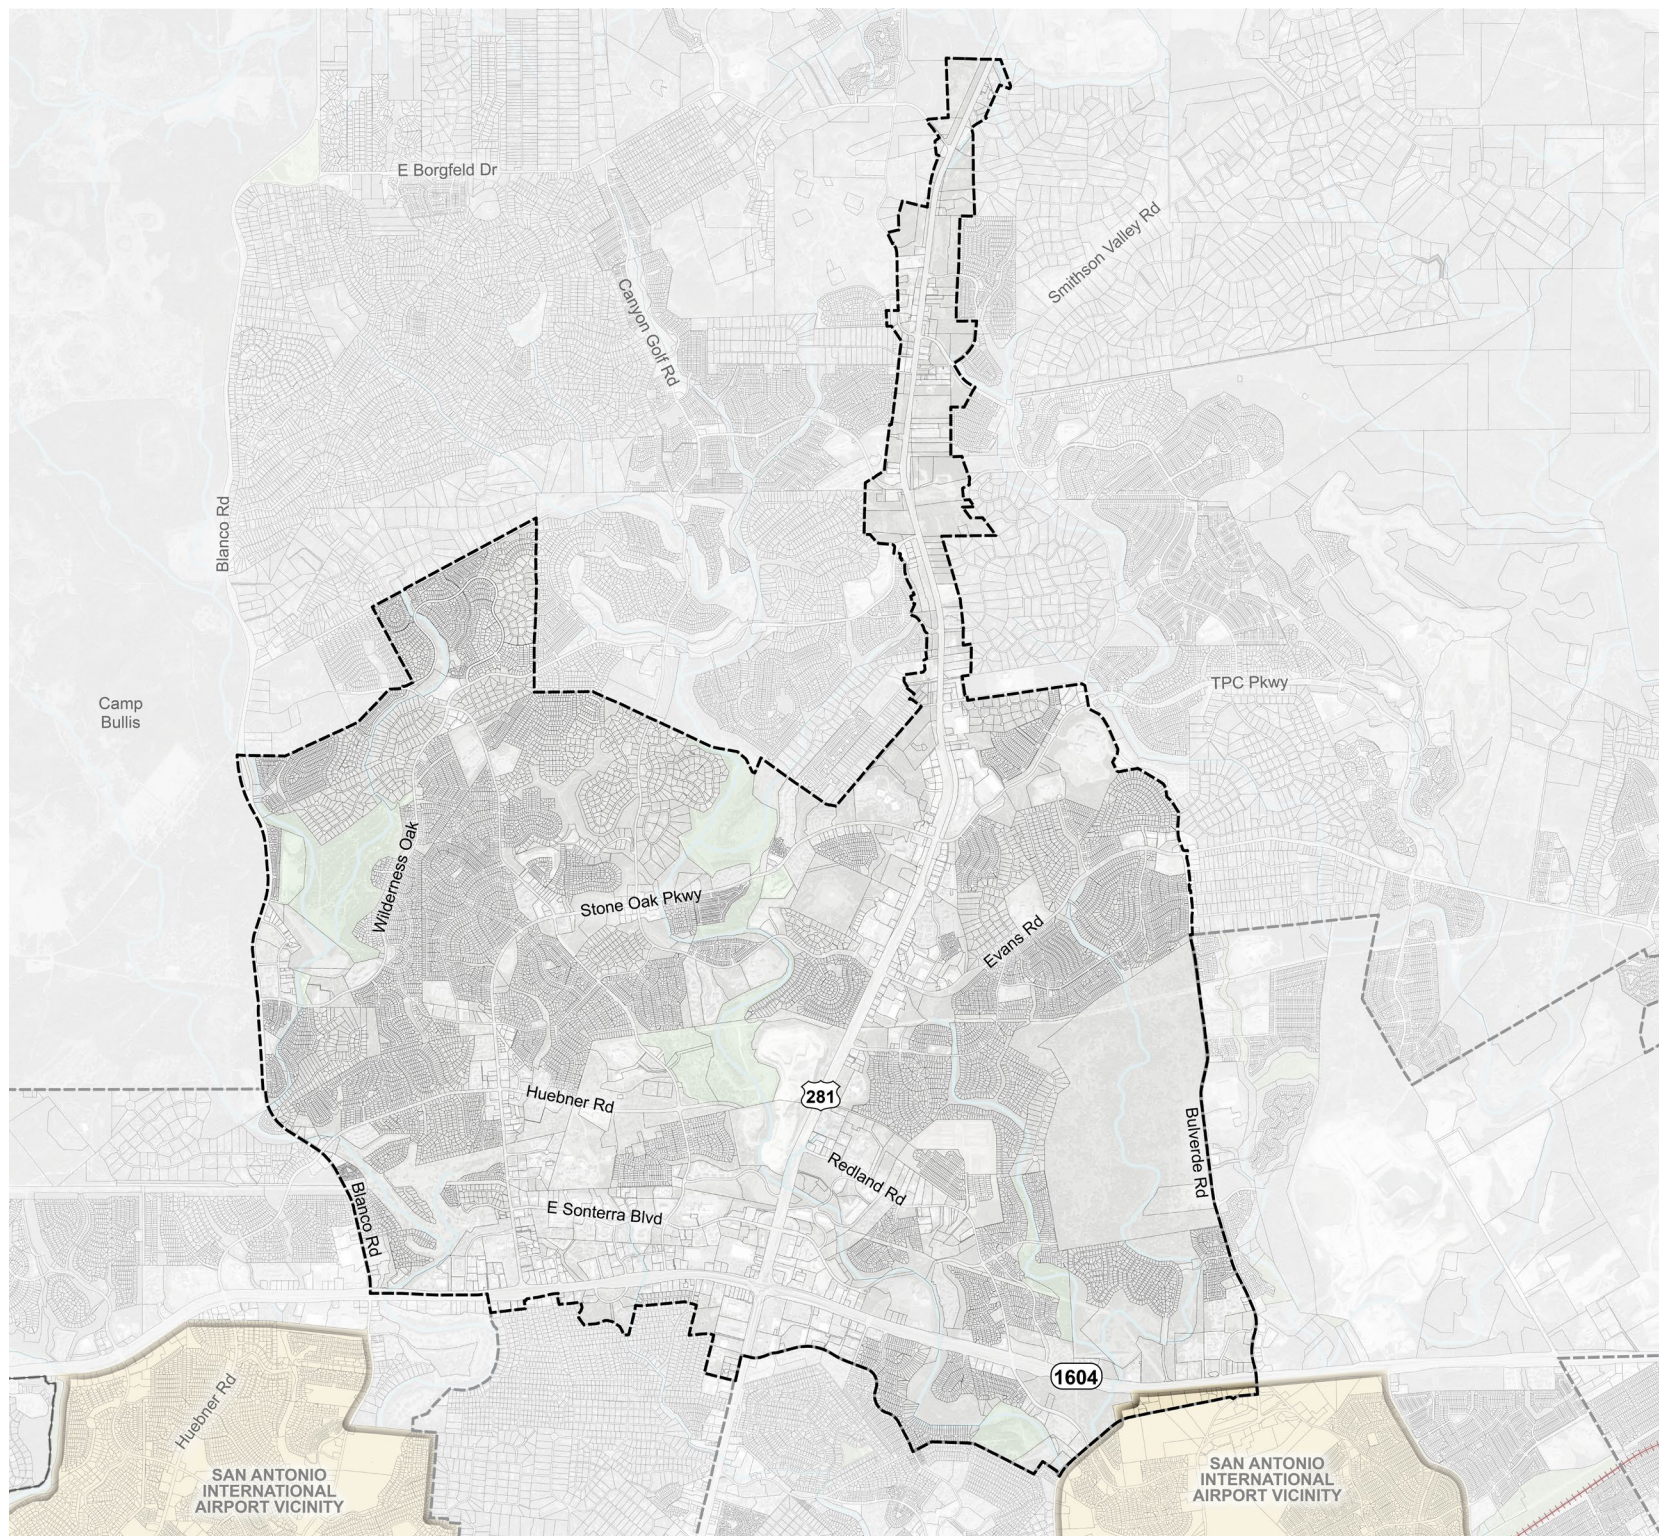 E Borgfeld Dr
Smithson Valley Rd
Canyon Golf Rd
Blanco Rd
TPC Pkwy
Camp
Bullis
Wilderness Oak
Stone Oak Pkwy
Evans Rd
Huebner Rd
281
Bulverde Rd
Redland Rd
Blanco Rd
E Sonterra Blvd
1604
Huebner Rd
SAN ANTONIO
INTERNATIONAL
AIRPORT VICINITY
SAN ANTONIO
INTERNATIONAL
AIRPORT VICINITY